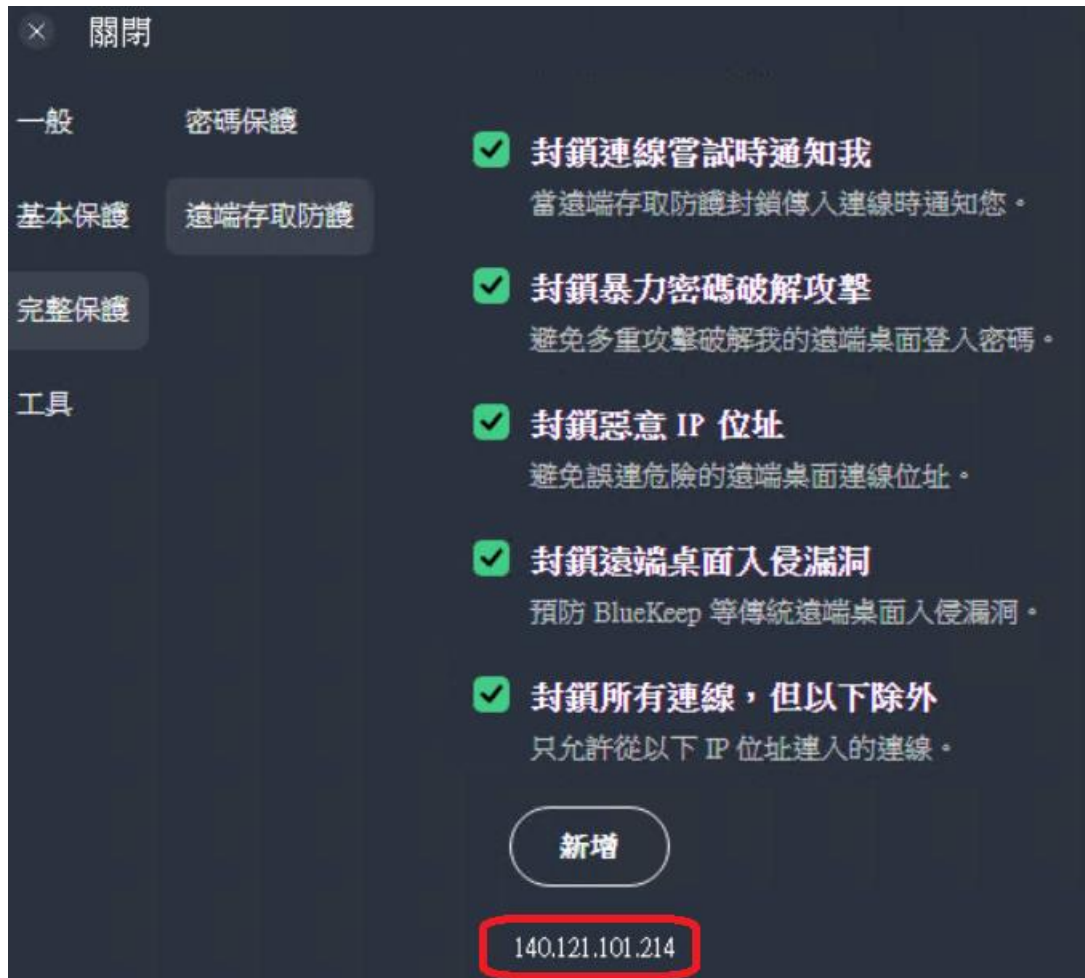 關閉
一般
基本保護
完整保護
工具
密碼保護
遠端存取防護
封鎖連線嘗試時通知我
當遠端存取防護封鎖傳入連線時通知您。
封鎖暴力密碼破解攻擊
避免多重攻擊破解我的遠端桌面登入密碼。
封鎖惡意 IP 位址
避免誤連危險的遠端桌面連線位址。
封鎖遠端桌面入侵漏洞
預防 BlueKeep 等傳統遠端桌面入侵漏洞。
封鎖所有連線,但以下除外
只允許從以下 IP 位址連入的連線。
新增
140.121.101.214